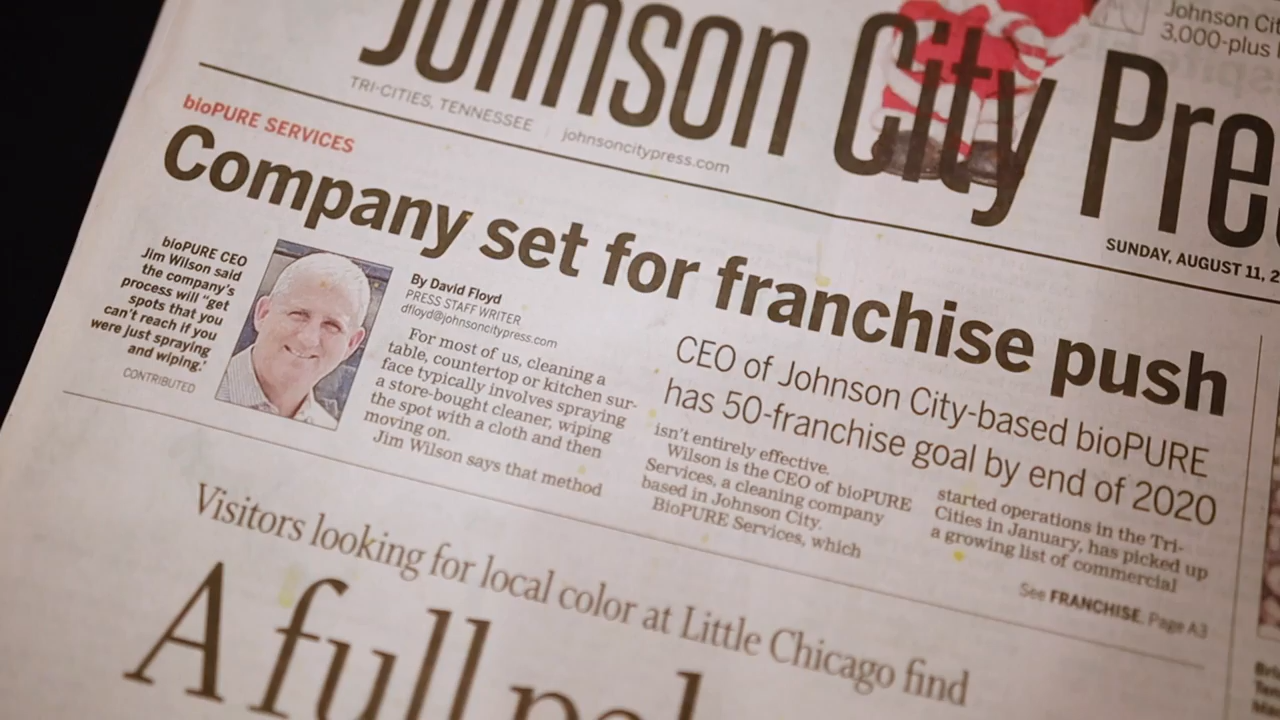 Johnson City
3,000-plus
Johnson City Pre
TRI-CITIES, TENNESSEE | johnsoncitypress.com
SUNDAY, AUGUST 11, 2
bioPURE SERVICES
Company set for franchise push
bioPURE CEO
Jim Wilson said
the company's
process will "get
spots that you
can't reach if you
were just spraying
and wiping.'
CONTRIBUTED
By David Floyd
PRESS STAFF WRITER
dfloyd@johnsoncitypress.com
For most of us, cleaning a
table, countertop or kitchen sur-
face typically involves spraying
a store-bought cleaner, wiping
the spot with a cloth and then
moving on.
Jim Wilson says that method
CEO of Johnson City-based bioPURE
has 50-franchise goal by end of 2020
isn't entirely effective.
Wilson is the CEO of bioPURE
Services, a cleaning company
based in Johnson City.
BioPURE Services, which
started operations in the Tri-
Cities in January, has picked up
a growing list of commercial
See FRANCHISE, Page A3
Visitors looking for local color at Little Chicago find
A full